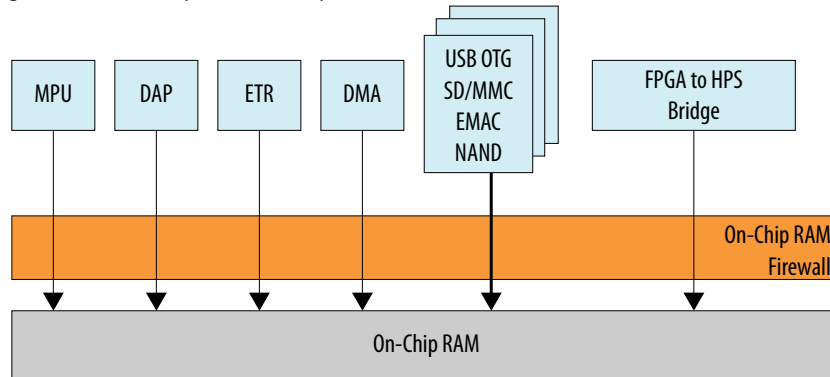 MPU
DAP
ETR
DMA
USB OTG
SD/MMC
EMAC
NAND
FPGA to HPS
Bridge
On-Chip RAM
Firewall
On-Chip RAM